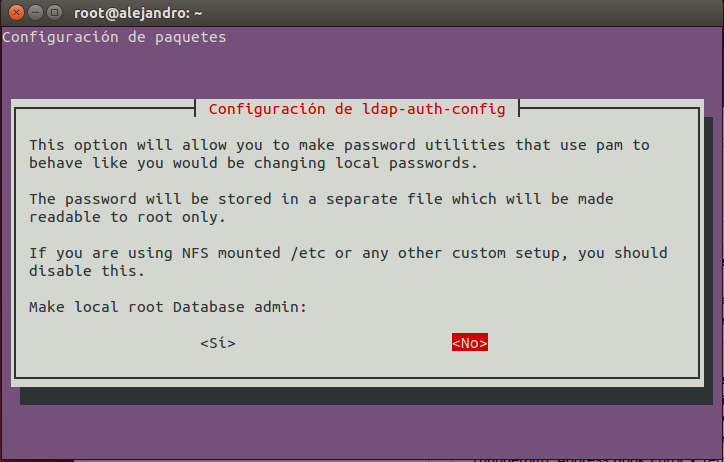 root@alejandro: ~
Configuración de paquetes
Configuración de ldap-auth-config
This option will allow you to make password utilities that use pam to
behave like you would be changing local passwords.
The password will be stored in a separate file which will be made
readable to root only.
If you are using NFS mounted /etc or any other custom setup, you should
disable this.
Make local root Database admin:
<Sí> <No>